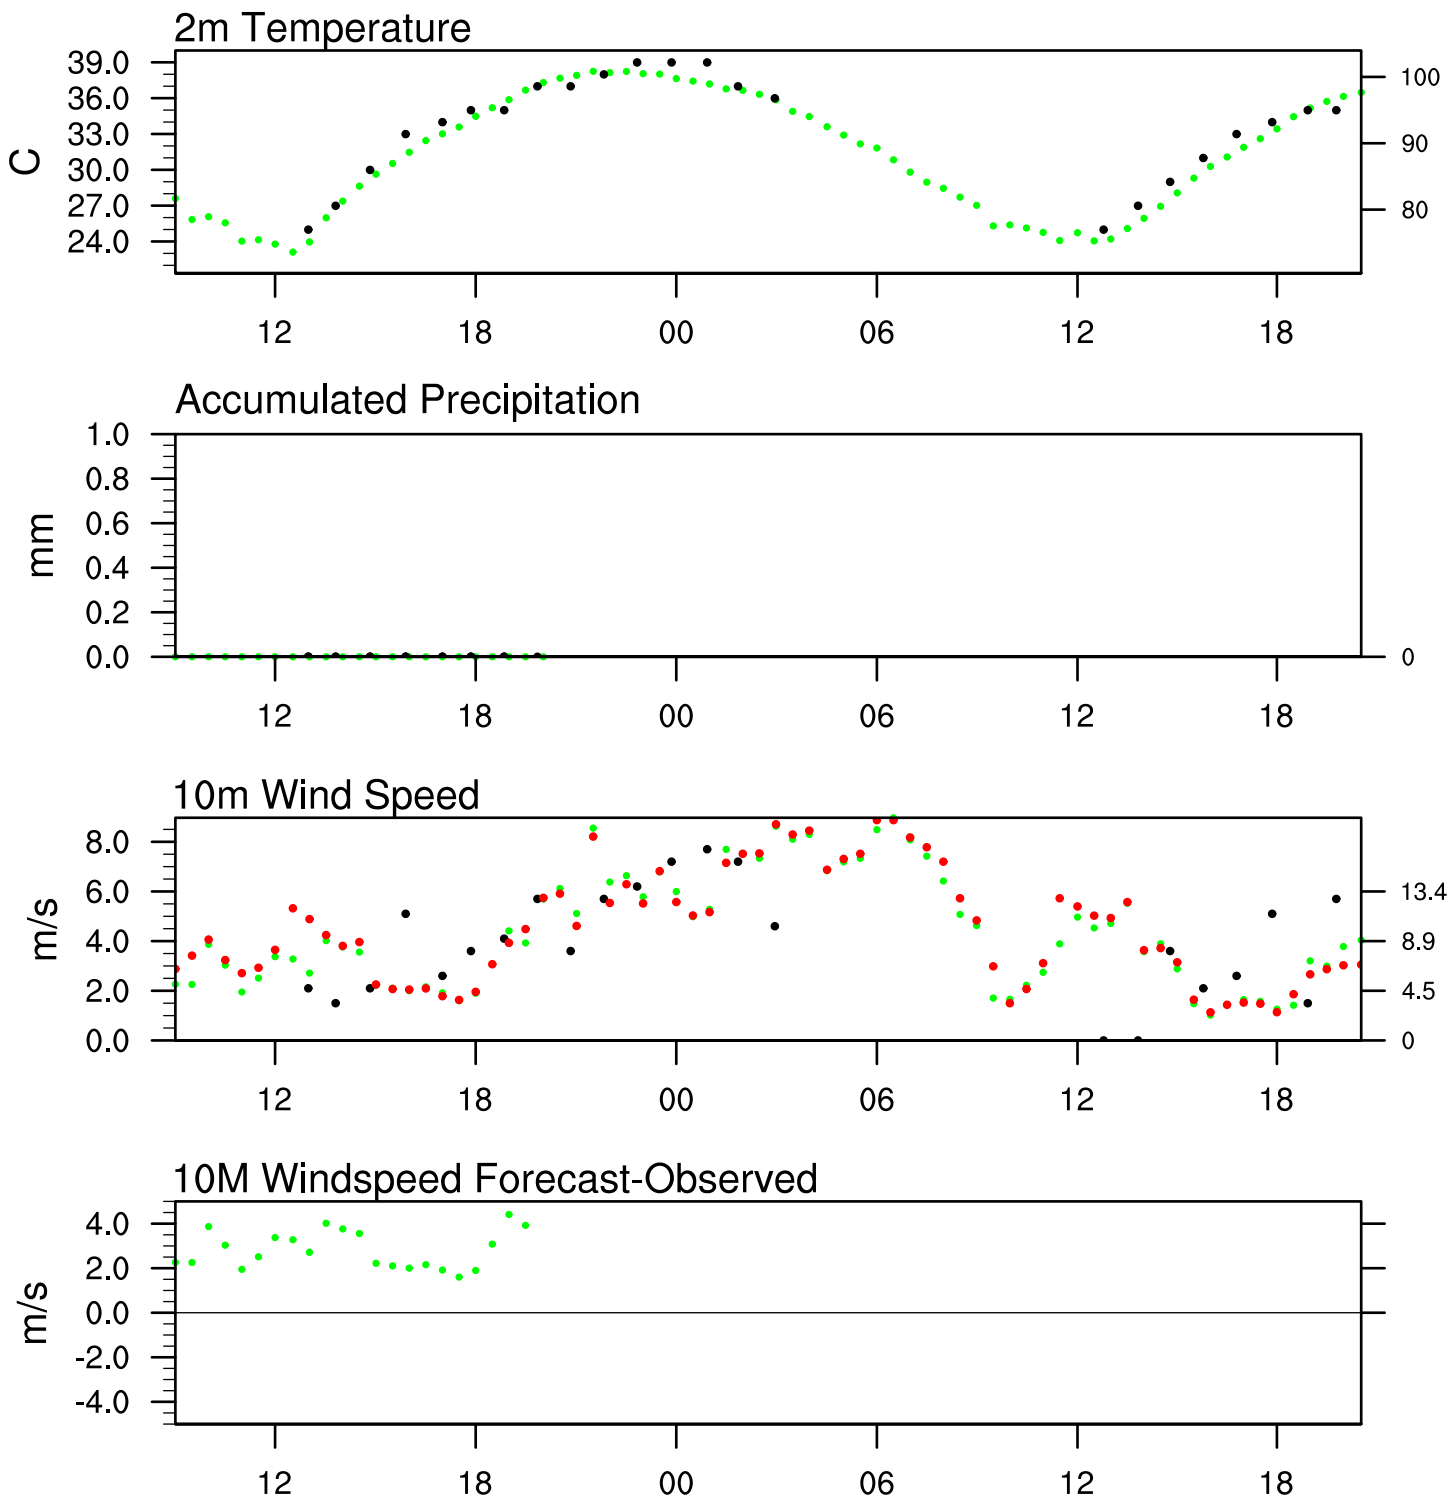 2m Temperature
39.0
36.0
33.0
30.0
27.0
24.0
C
100
90
80
12 18 00 06 12 18
Accumulated Precipitation
1.0
0.8
0.6
0.4
0.2
0.0
mm
0
12 18 00 06 12 18
10m Wind Speed
8.0
6.0
4.0
2.0
0.0
m/s
13.4
8.9
4.5
0
12 18 00 06 12 18
10M Windspeed Forecast-Observed
4.0
2.0
0.0
-2.0
-4.0
m/s
12 18 00 06 12 18